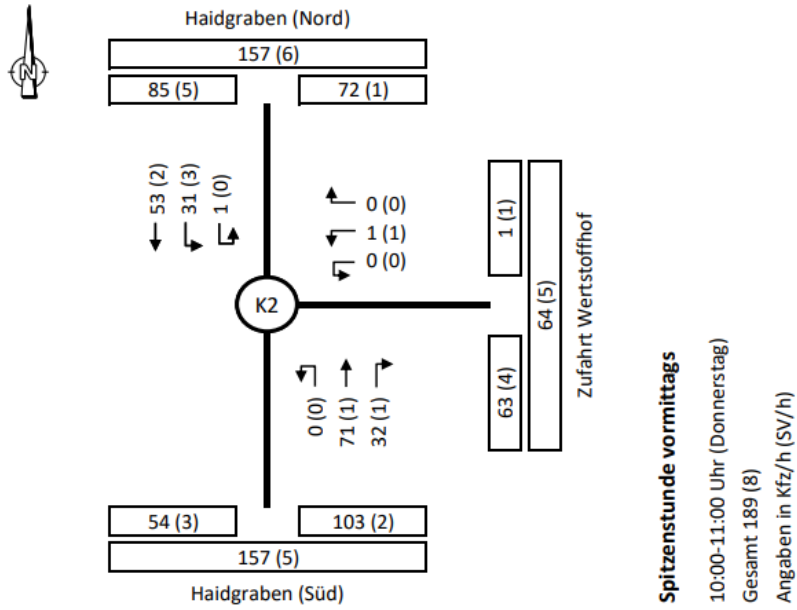 Haidgraben (Nord)
157 (6)
85 (5)
72 (1)
N
53 (2)
31 (3)
1 (0)
0 (0)
1 (1)
0 (0)
1 (1)
64 (5)
63 (4)
Zufahrt Wertstoffhof
K2
0 (0)
71 (1)
32 (1)
54 (3)
103 (2)
157 (5)
Haidgraben (Süd)
Spitzenstunde vormittags
10:00-11:00 Uhr (Donnerstag)
Gesamt 189 (8)
Angaben in Kfz/h (SV/h)